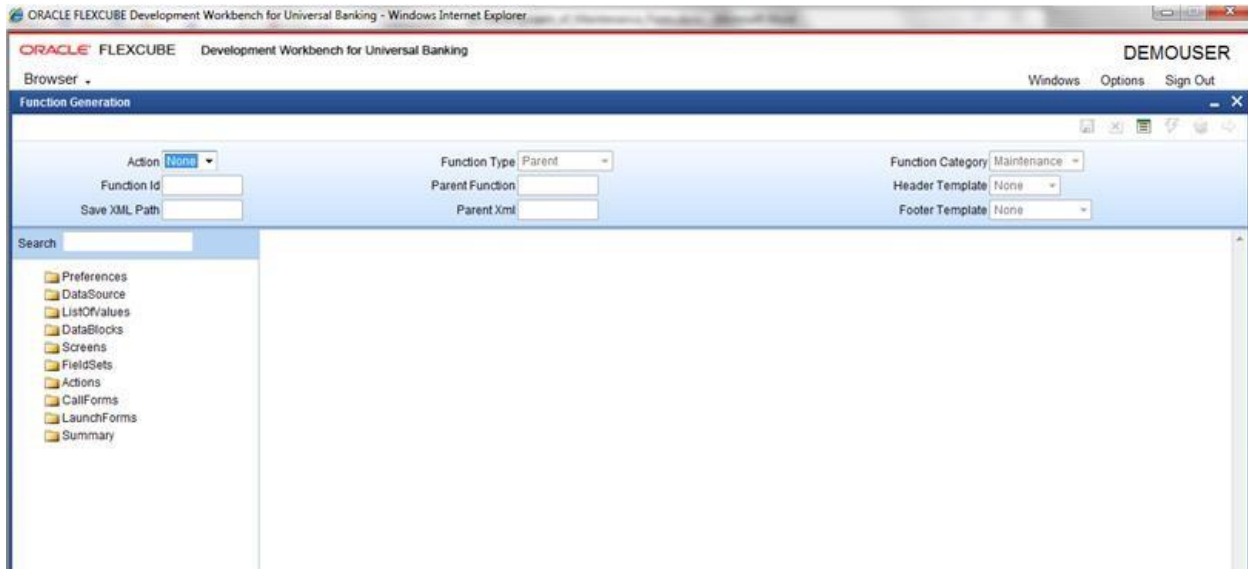 ORACLE FLEXCUBE Development Workbench for Universal Banking - Windows Internet Explorer
ORACLE FLEXCUBE Development Workbench for Universal Banking DEMOUSER
Browser Windows Options Sign Out
Function Generation
Action None Function Type Parent Function Category Maintenance
Function Id Parent Function Header Template None
Save XML Path Parent Xml Footer Template None
Search
Preferences
DataSource
ListOfValues
DataBlocks
Screens
FieldSets
Actions
CallForms
LaunchForms
Summary